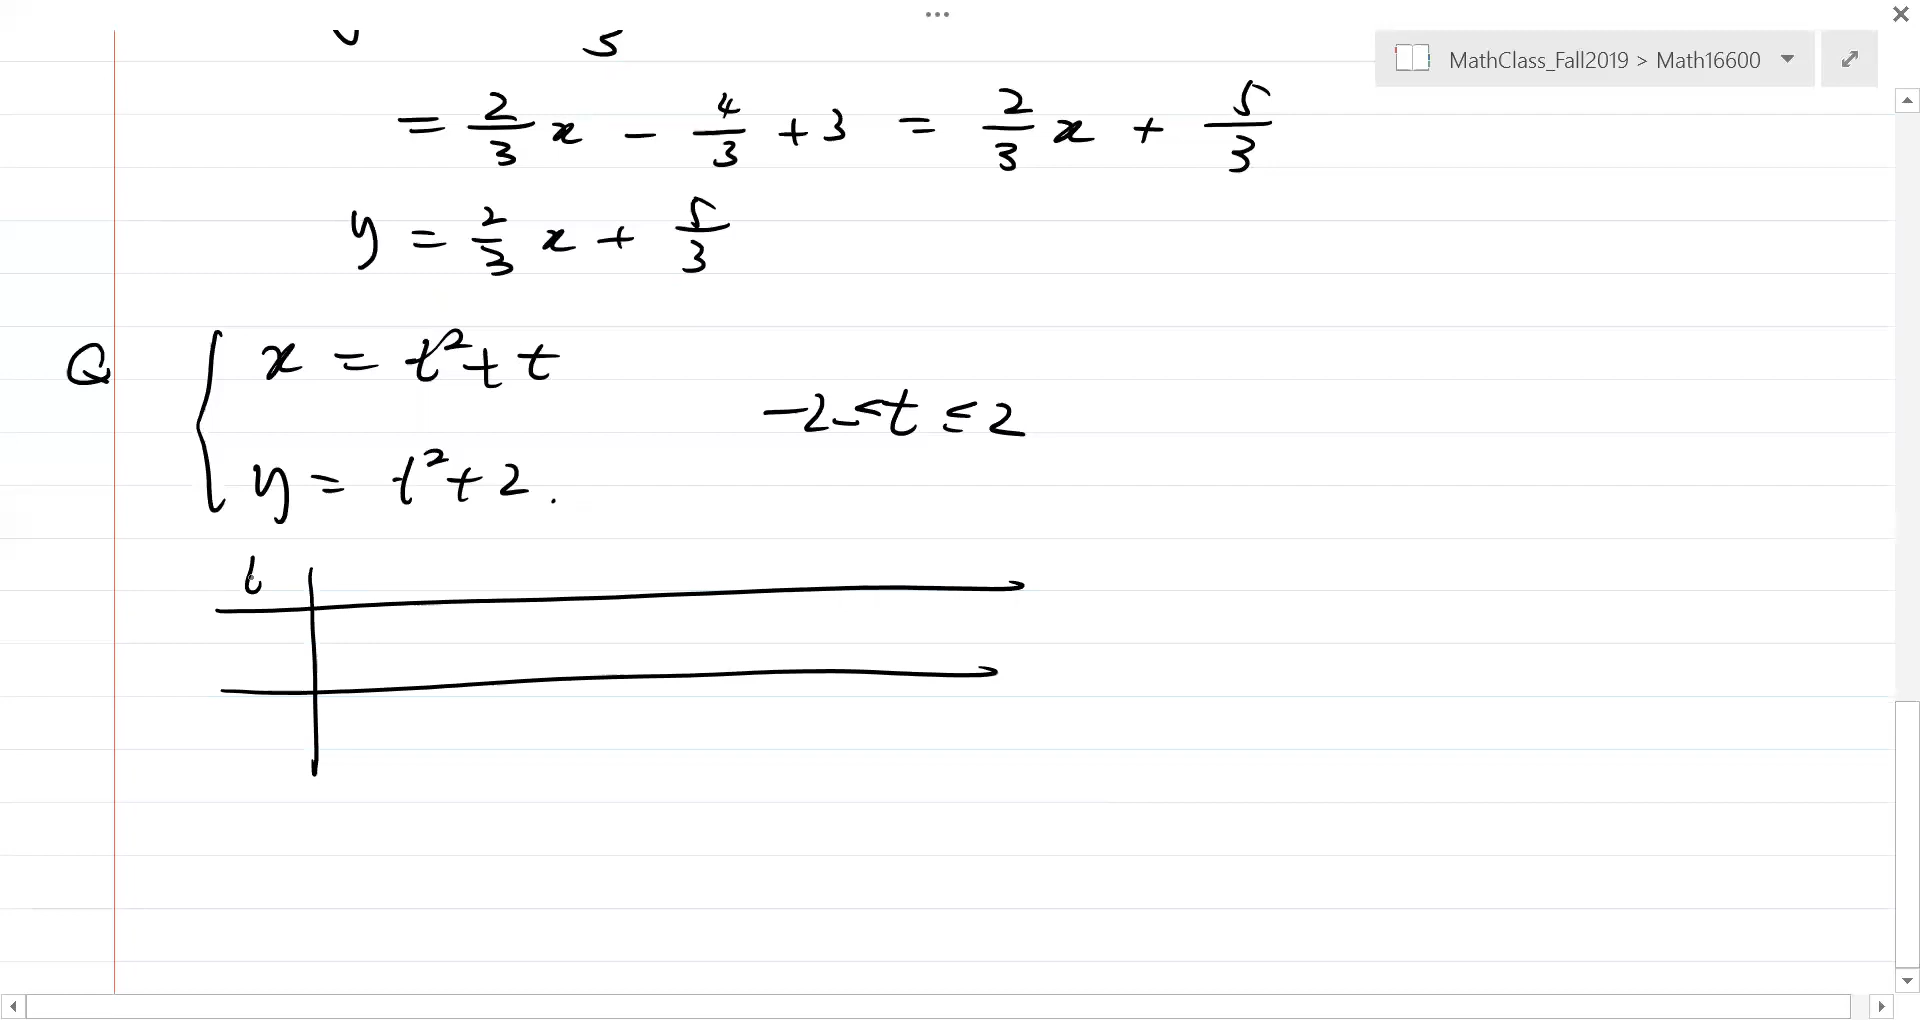 ...
5
MathClass_Fall2019 > Math16600
= 2/3 x - 4/3 + 3 = 2/3 x + 5/3
y = 2/3 x + 5/3
Q { x = t² + t
-2 ≤ t ≤ 2
y = t² + 2 .
t